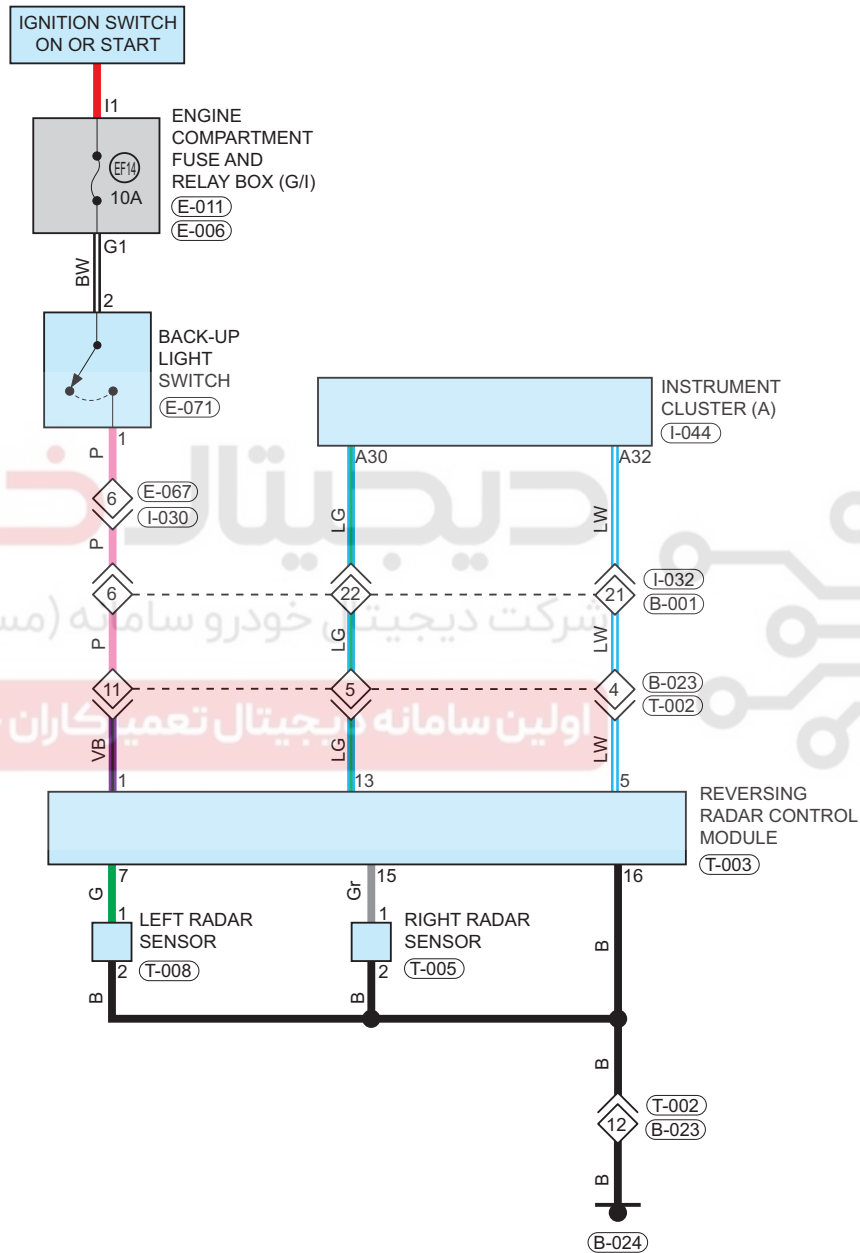 IGNITION SWITCH
ON OR START
I1
ENGINE
COMPARTMENT
FUSE AND
RELAY BOX (G/I)
E-011
E-006
EF14
10A
G1
BW
2
BACK-UP
LIGHT
SWITCH
E-071
1
INSTRUMENT
CLUSTER (A)
I-044
A30
A32
P
6
E-067
I-030
P
LG
LW
6
22
21
I-032
B-001
P
LG
LW
11
5
4
B-023
T-002
VB
LG
LW
1
13
5
REVERSING
RADAR CONTROL
MODULE
T-003
7
15
16
G
Gr
B
1
LEFT RADAR
SENSOR
T-008
2
1
RIGHT RADAR
SENSOR
T-005
2
B
B
B
12
T-002
B-023
B
B-024
دیجیتال خ
شرکت دیجیتال خودرو سامانه (مس
اولین سامانه دیجیتال تعمیرکاران